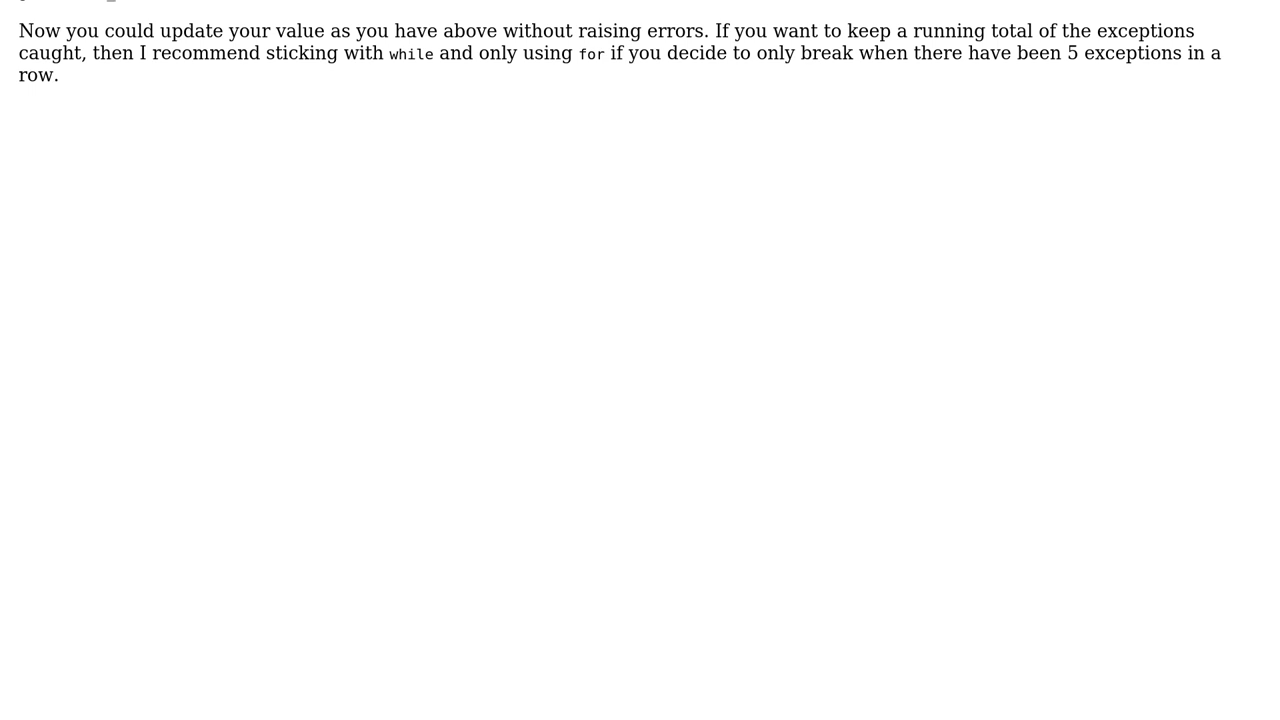 Now you could update your value as you have above without raising errors. If you want to keep a running total of the exceptions
caught, then I recommend sticking with while and only using for if you decide to only break when there have been 5 exceptions in a
row.